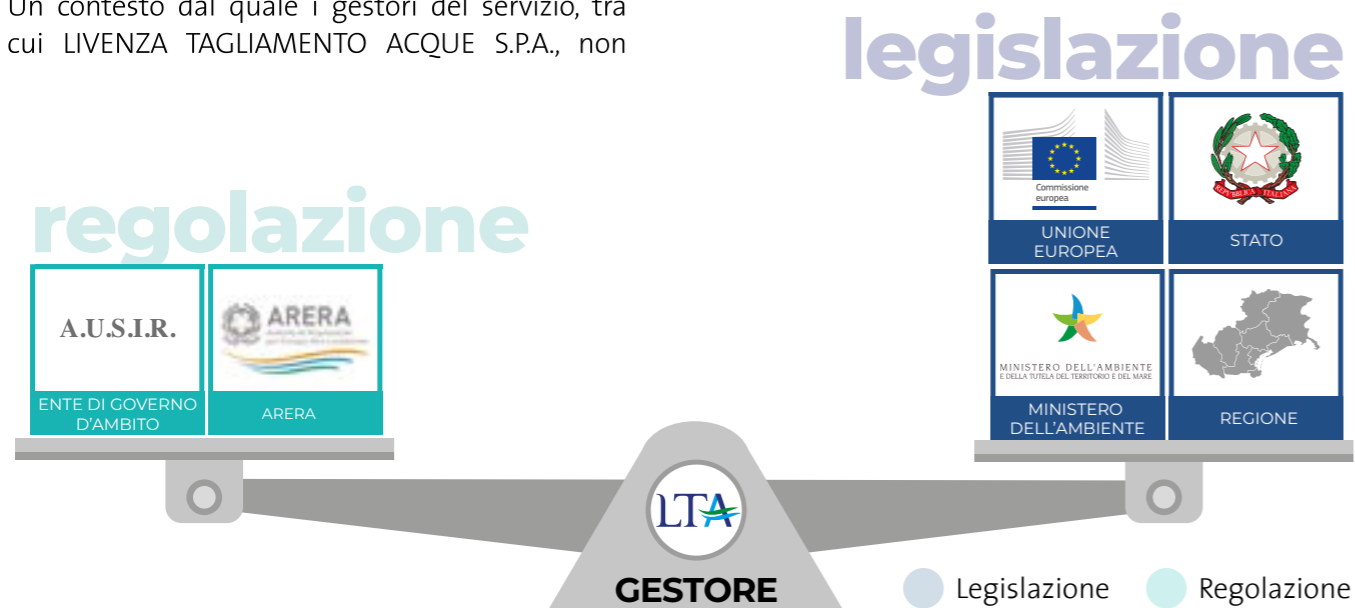 Un contesto dal quale i gestori del servizio, tra
cui LIVENZA TAGLIAMENTO ACQUE S.P.A., non
legislazione
Commissione
europea
REPVBBLICA ITALIANA
UNIONE
EUROPEA
STATO
regolazione
A.U.S.I.R.
ARERA
ENTE DI GOVERNO
D'AMBITO
ARERA
MINISTERO DELL'AMBIENTE
E DELLA TUTELA DEL TERRITORIO E DEL MARE
MINISTERO
DELL'AMBIENTE
REGIONE
LTA
GESTORE
Legislazione
Regolazione